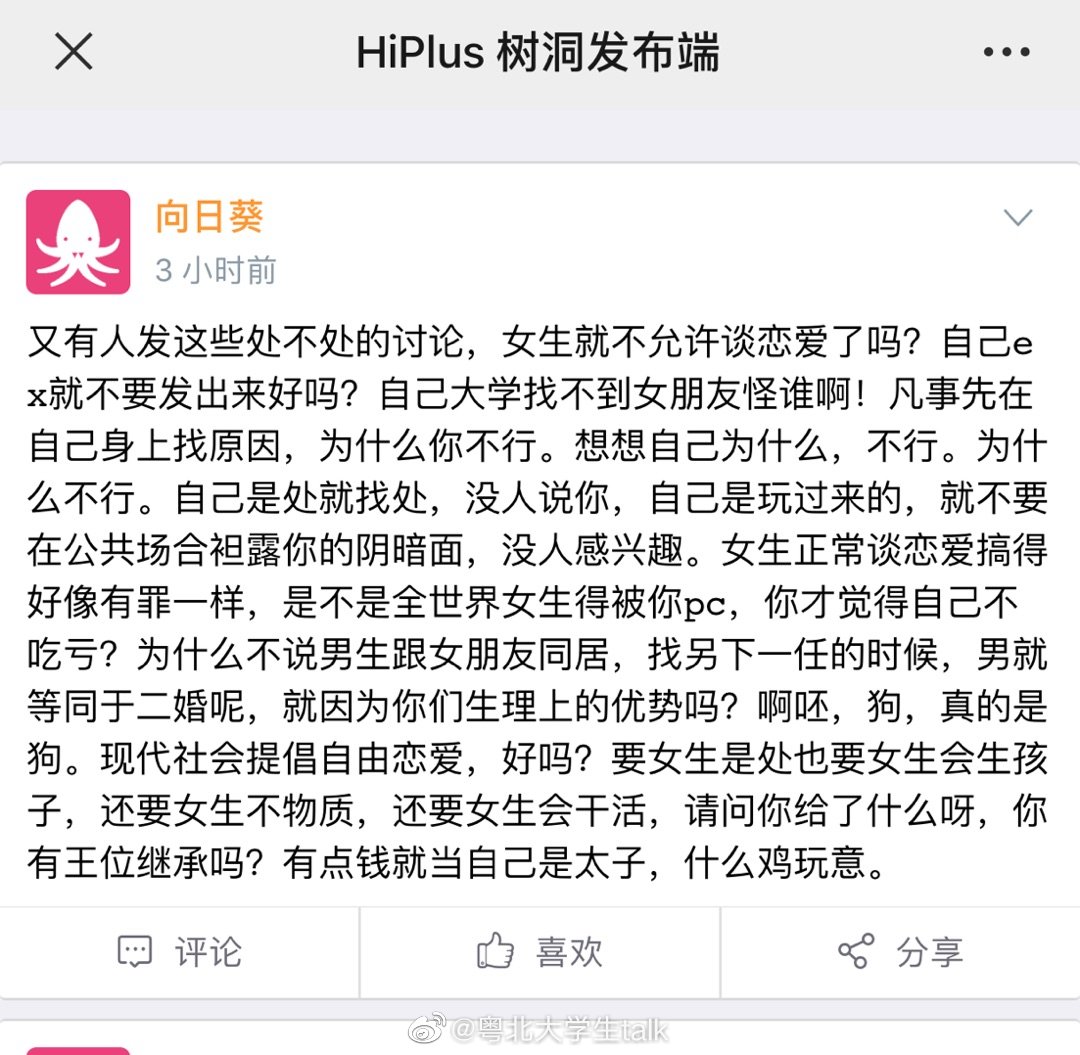 HiPlus 树洞发布端
向日葵
3 小时前
又有人发这些处不处的讨论，女生就不允许谈恋爱了吗？自己e
x就不要发出来好吗？自己大学找不到女朋友怪谁啊！凡事先在
自己身上找原因，为什么你不行。想想自己为什么，不行。为什
么不行。自己是处就找处，没人说你，自己是玩过来的，就不要
在公共场合袒露你的阴暗面，没人感兴趣。女生正常谈恋爱搞得
好像有罪一样，是不是全世界女生得被你pc，你才觉得自己不
吃亏？为什么不说男生跟女朋友同居，找另下一任的时候，男就
等同于二婚呢，就因为你们生理上的优势吗？啊呸，狗，真的是
狗。现代社会提倡自由恋爱，好吗？要女生是处也要女生会生孩
子，还要女生不物质，还要女生会干活，请问你给了什么呀，你
有王位继承吗？有点钱就当自己是太子，什么鸡玩意。
评论 喜欢 分享
@粤北大学生talk